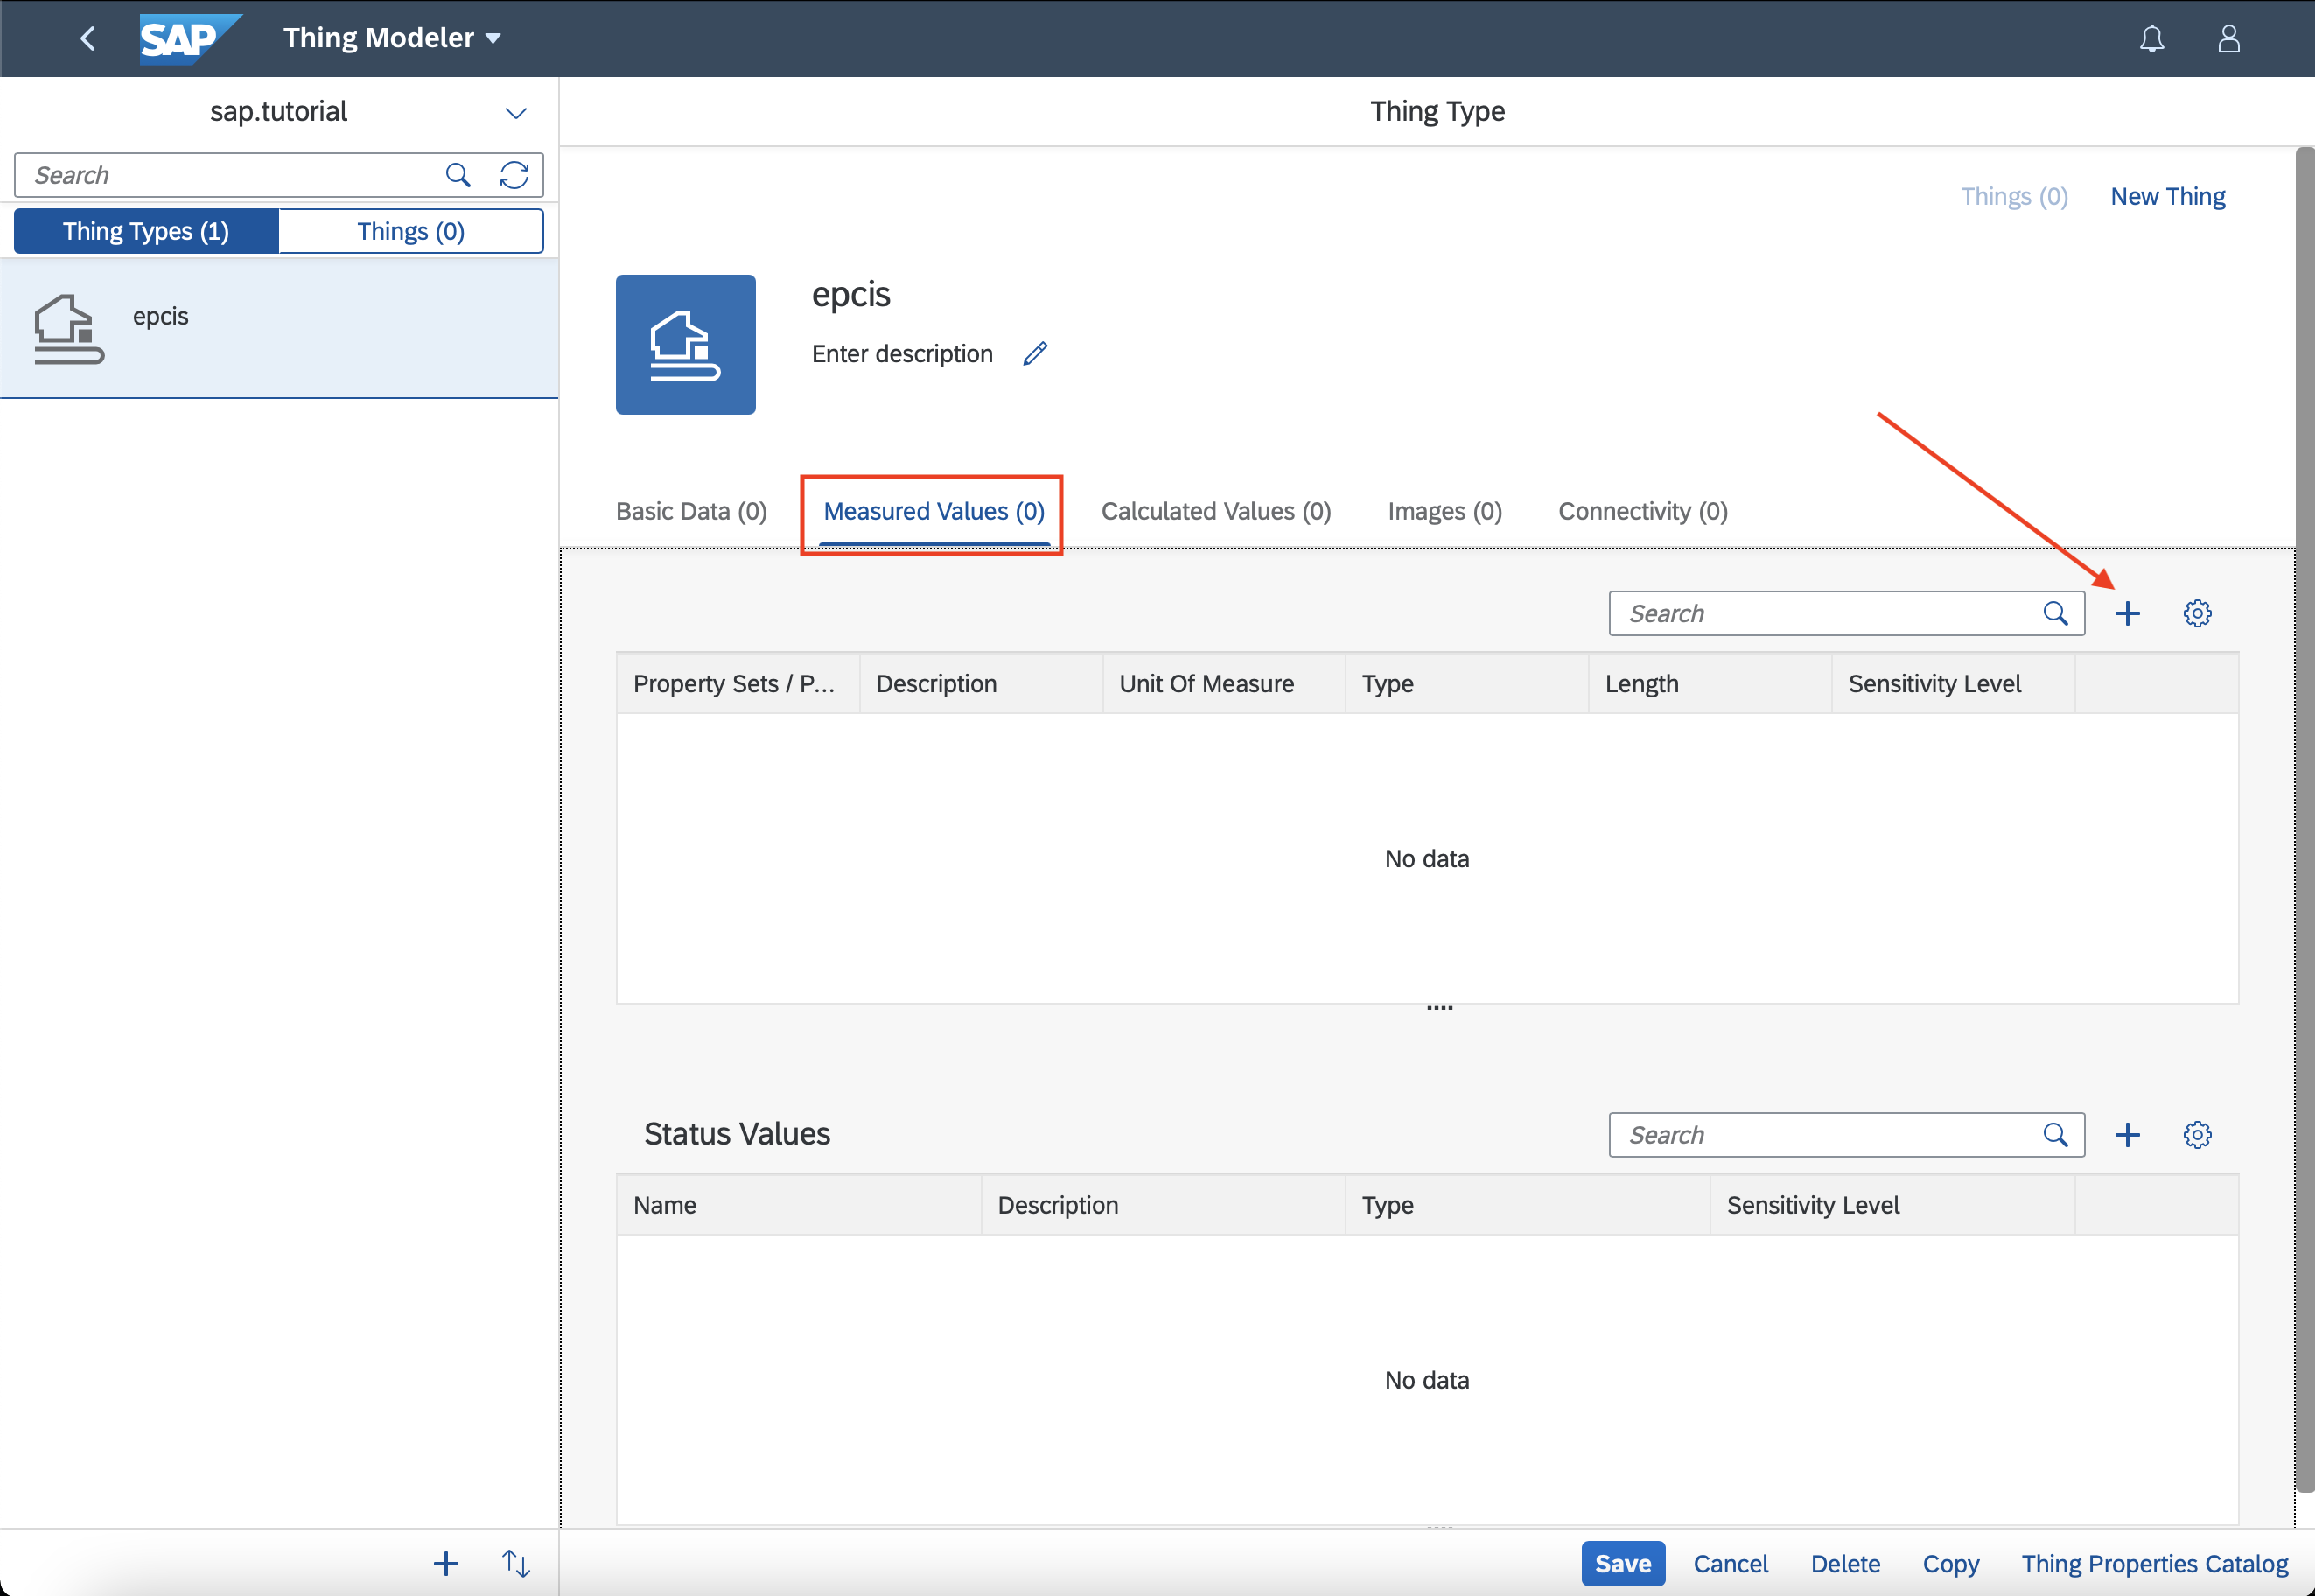 SAP Thing Modeler
sap.tutorial
Search
Thing Types (1) Things (0)
epcis
Thing Type
Things (0) New Thing
epcis
Enter description
Basic Data (0) Measured Values (0) Calculated Values (0) Images (0) Connectivity (0)
Search
Property Sets / P... Description Unit Of Measure Type Length Sensitivity Level
No data
Status Values Search
Name Description Type Sensitivity Level
No data
Save Cancel Delete Copy Thing Properties Catalog